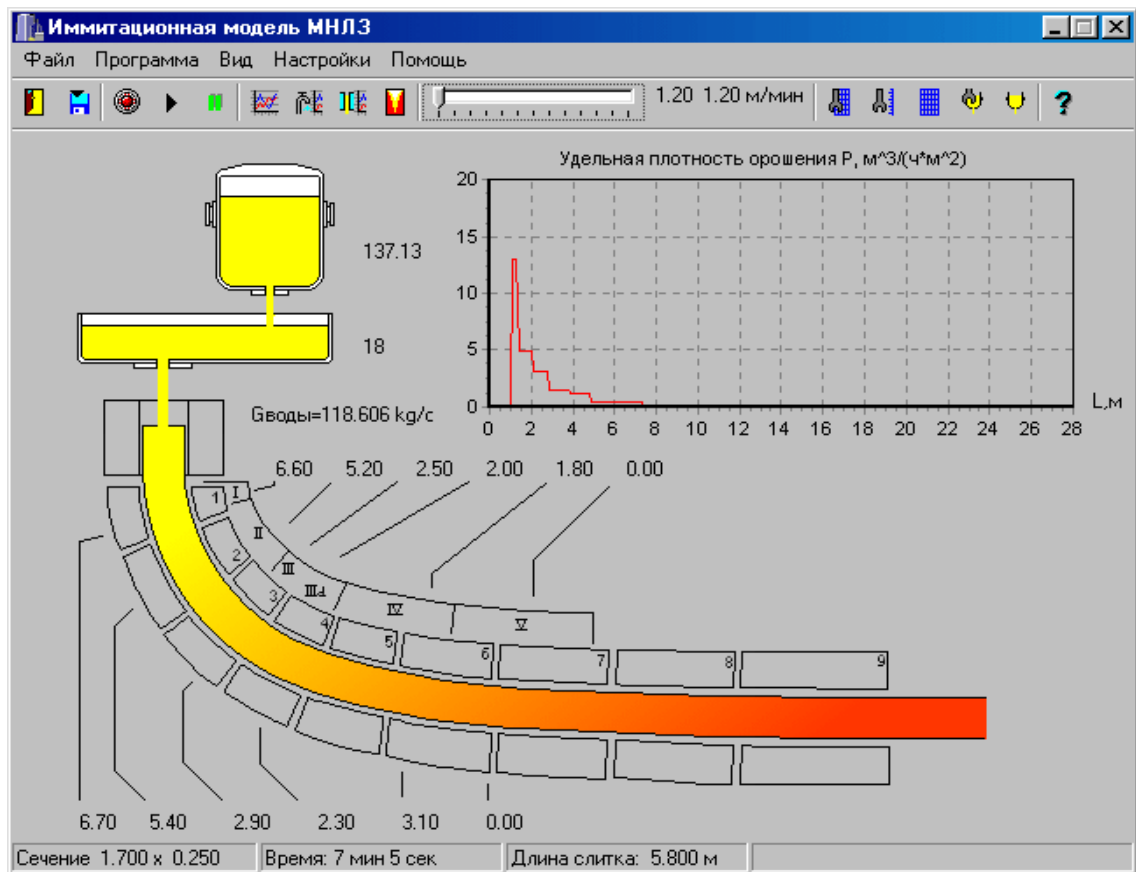 Иммитационная модель МНЛЗ
Файл Программа Вид Настройки Помощь
1.20 1.20 м/мин
Удельная плотность орошения P, м^3/(ч*м^2)
20
15
10
5
0
0 2 4 6 8 10 12 14 16 18 20 22 24 26 28
L,м
137.13
18
Gводы=118.606 kg/c
6.60 5.20 2.50 2.00 1.80 0.00
I
II
III
IV
V
1
2
3
4
5
6
7
8
9
6.70 5.40 2.90 2.30 3.10 0.00
Сечение 1.700 x 0.250 Время: 7 мин 5 сек Длина слитка: 5.800 м